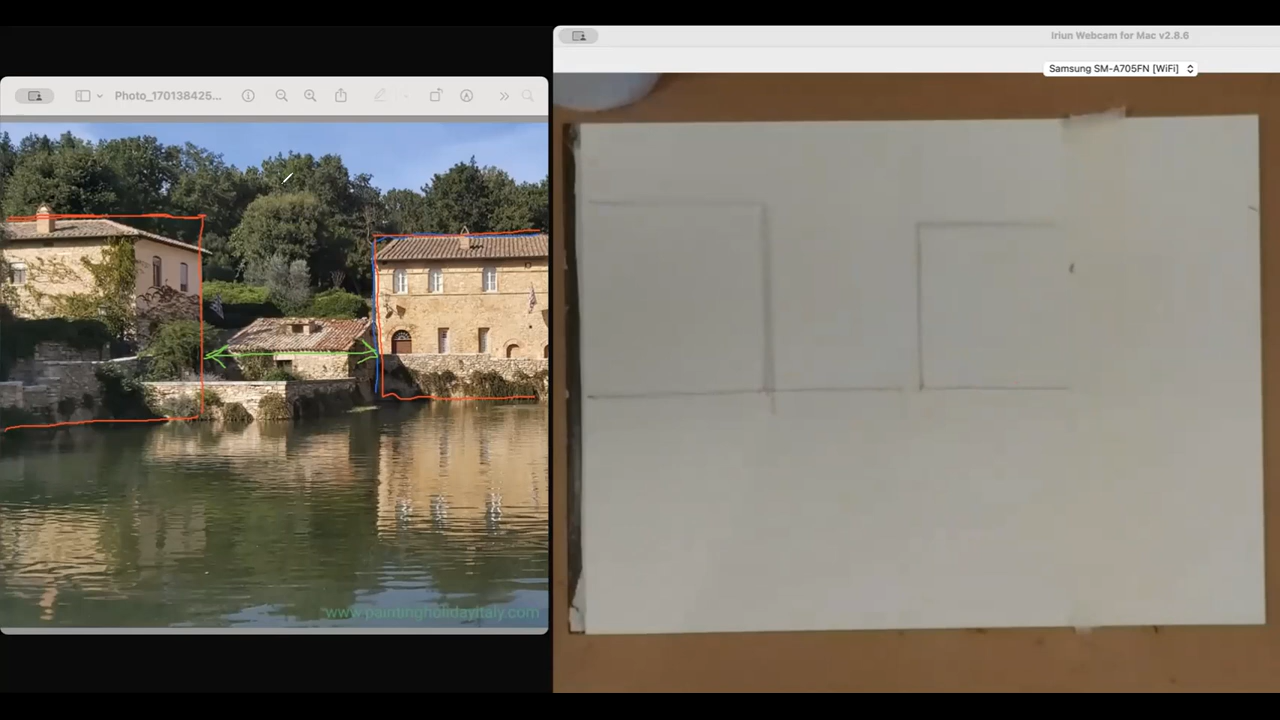 Iriun Webcam for Mac v2.8.6
Samsung SM-A705FN [WiFi]
Photo_170138425...
www.paintingholidayitaly.com